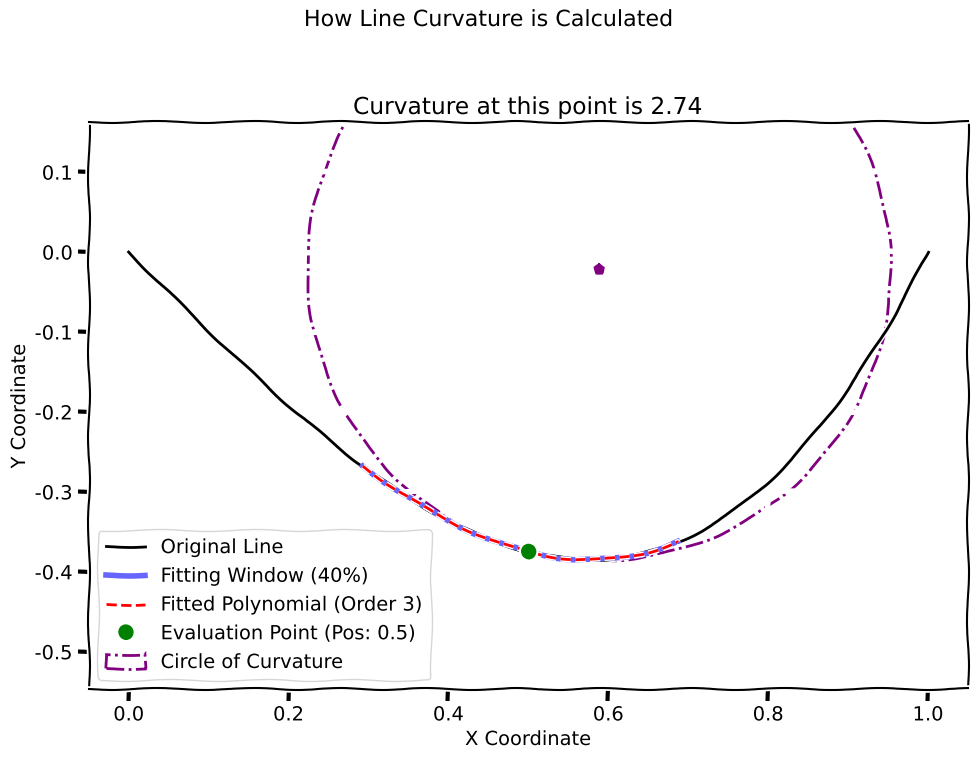 How Line Curvature is Calculated
Curvature at this point is 2.74
0.1
0.0
-0.1
-0.2
-0.3
-0.4
-0.5
Y Coordinate
Original Line
Fitting Window (40%)
Fitted Polynomial (Order 3)
Evaluation Point (Pos: 0.5)
Circle of Curvature
0.0 0.2 0.4 0.6 0.8 1.0
X Coordinate